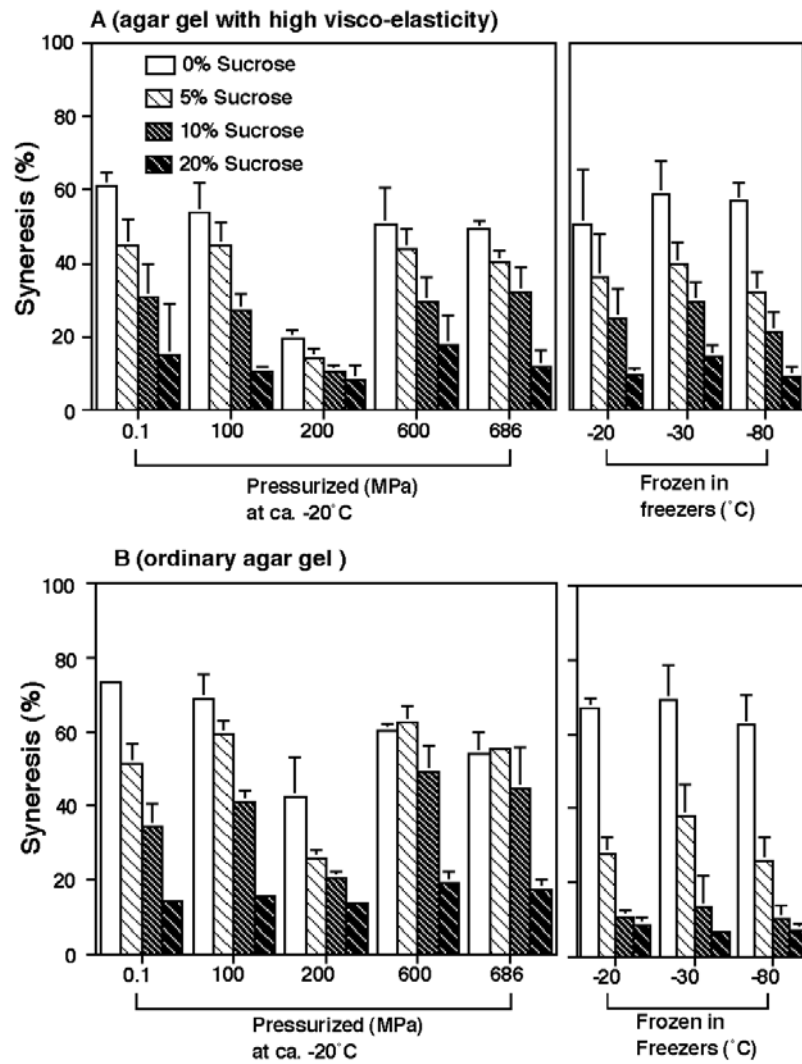 A (agar gel with high visco-elasticity)
100
80
60
40
20
0
Syneresis (%)
0% Sucrose
5% Sucrose
10% Sucrose
20% Sucrose
0.1 100 200 600 686
Pressurized (MPa)
at ca. -20˚C
-20 -30 -80
Frozen in
freezers (˚C)
B (ordinary agar gel )
100
80
60
40
20
0
Syneresis (%)
0.1 100 200 600 686
Pressurized (MPa)
at ca. -20˚C
-20 -30 -80
Frozen in
Freezers (˚C)